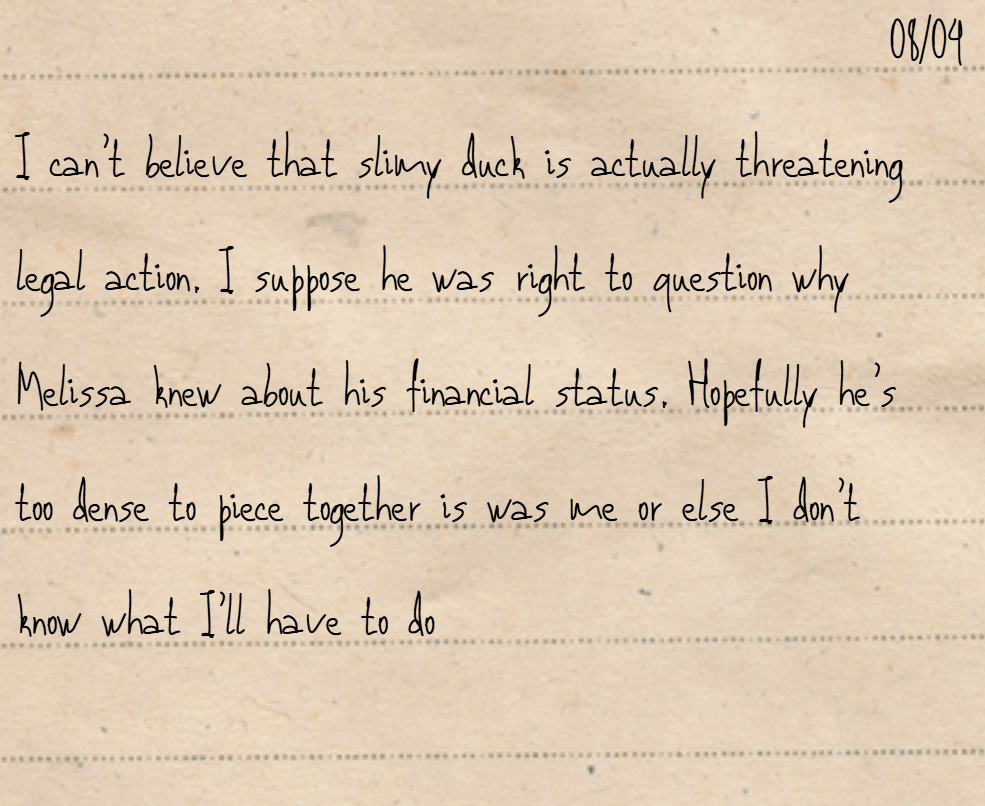 08/04
I can't believe that slimy duck is actually threatening
legal action. I suppose he was right to question why
Melissa knew about his financial status. Hopefully he's
too dense to piece together is was me or else I don't
know what I'll have to do